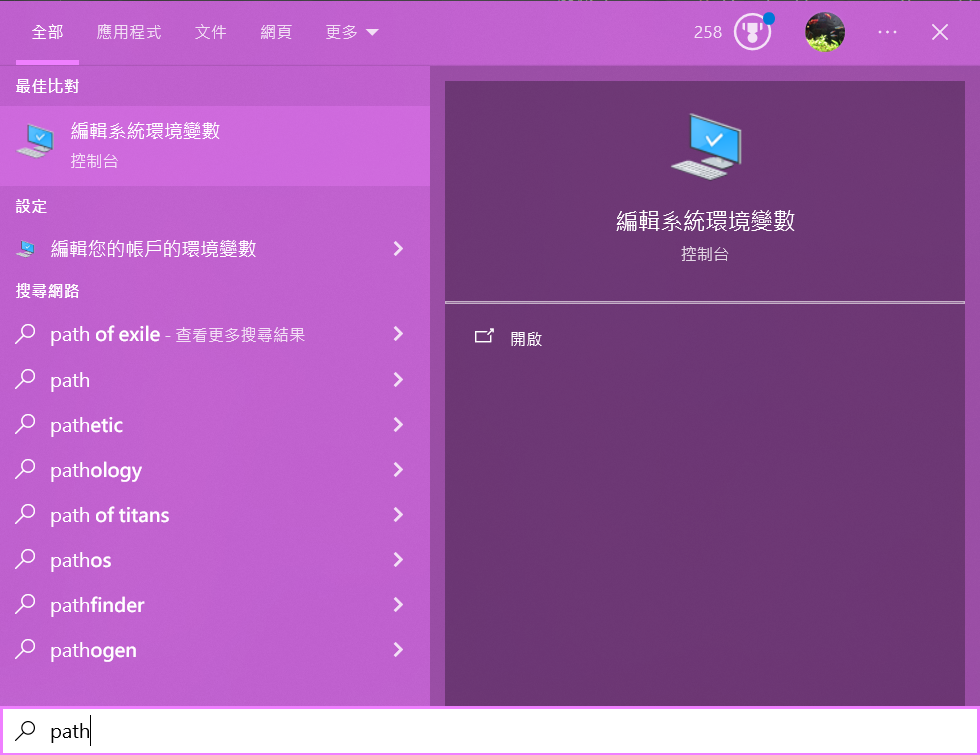 全部 應用程式 文件 網頁 更多 258
最佳比對
編輯系統環境變數
控制台
設定
編輯您的帳戶的環境變數
搜尋網路
path of exile - 查看更多搜尋結果
path
pathetic
pathology
path of titans
pathos
pathfinder
pathogen
編輯系統環境變數
控制台
開啟
path